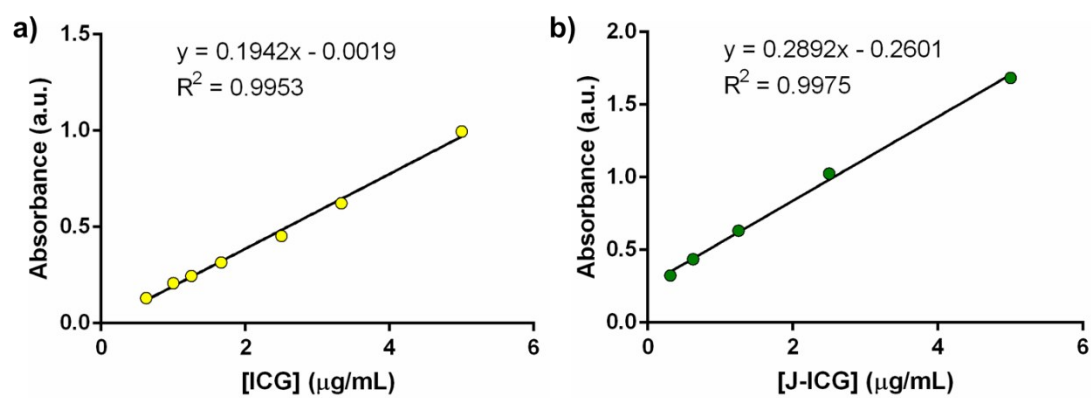 a)
y = 0.1942x - 0.0019
R² = 0.9953
1.5
1.0
0.5
0.0
Absorbance (a.u.)
0 2 4 6
[ICG] (μg/mL)
b)
y = 0.2892x - 0.2601
R² = 0.9975
2.0
1.5
1.0
0.5
0.0
Absorbance (a.u.)
0 2 4 6
[J-ICG] (μg/mL)